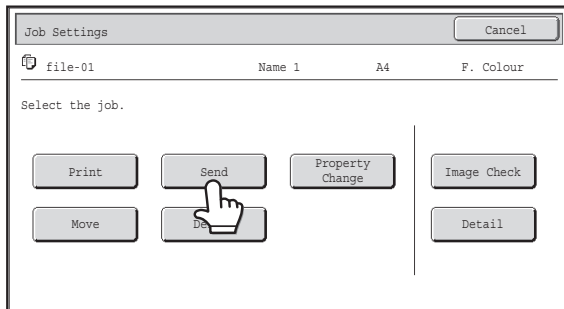 Job Settings
Cancel
file-01 Name 1 A4 F. Colour
Select the job.
Print Send Property Change Image Check
Move Detail